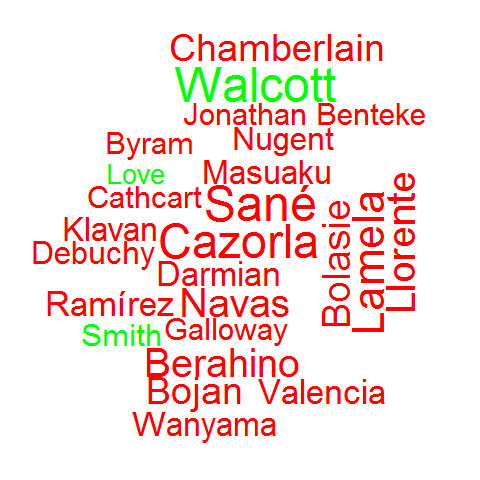 Chamberlain
Walcott
Jonathan Benteke
Byram
Nugent
Love
Masuaku
Cathcart
Sané
Klavan
Cazorla
Debuchy
Darmian
Bolasie
Lamela
Llorente
Ramírez
Navas
Smith
Galloway
Berahino
Bojan
Valencia
Wanyama